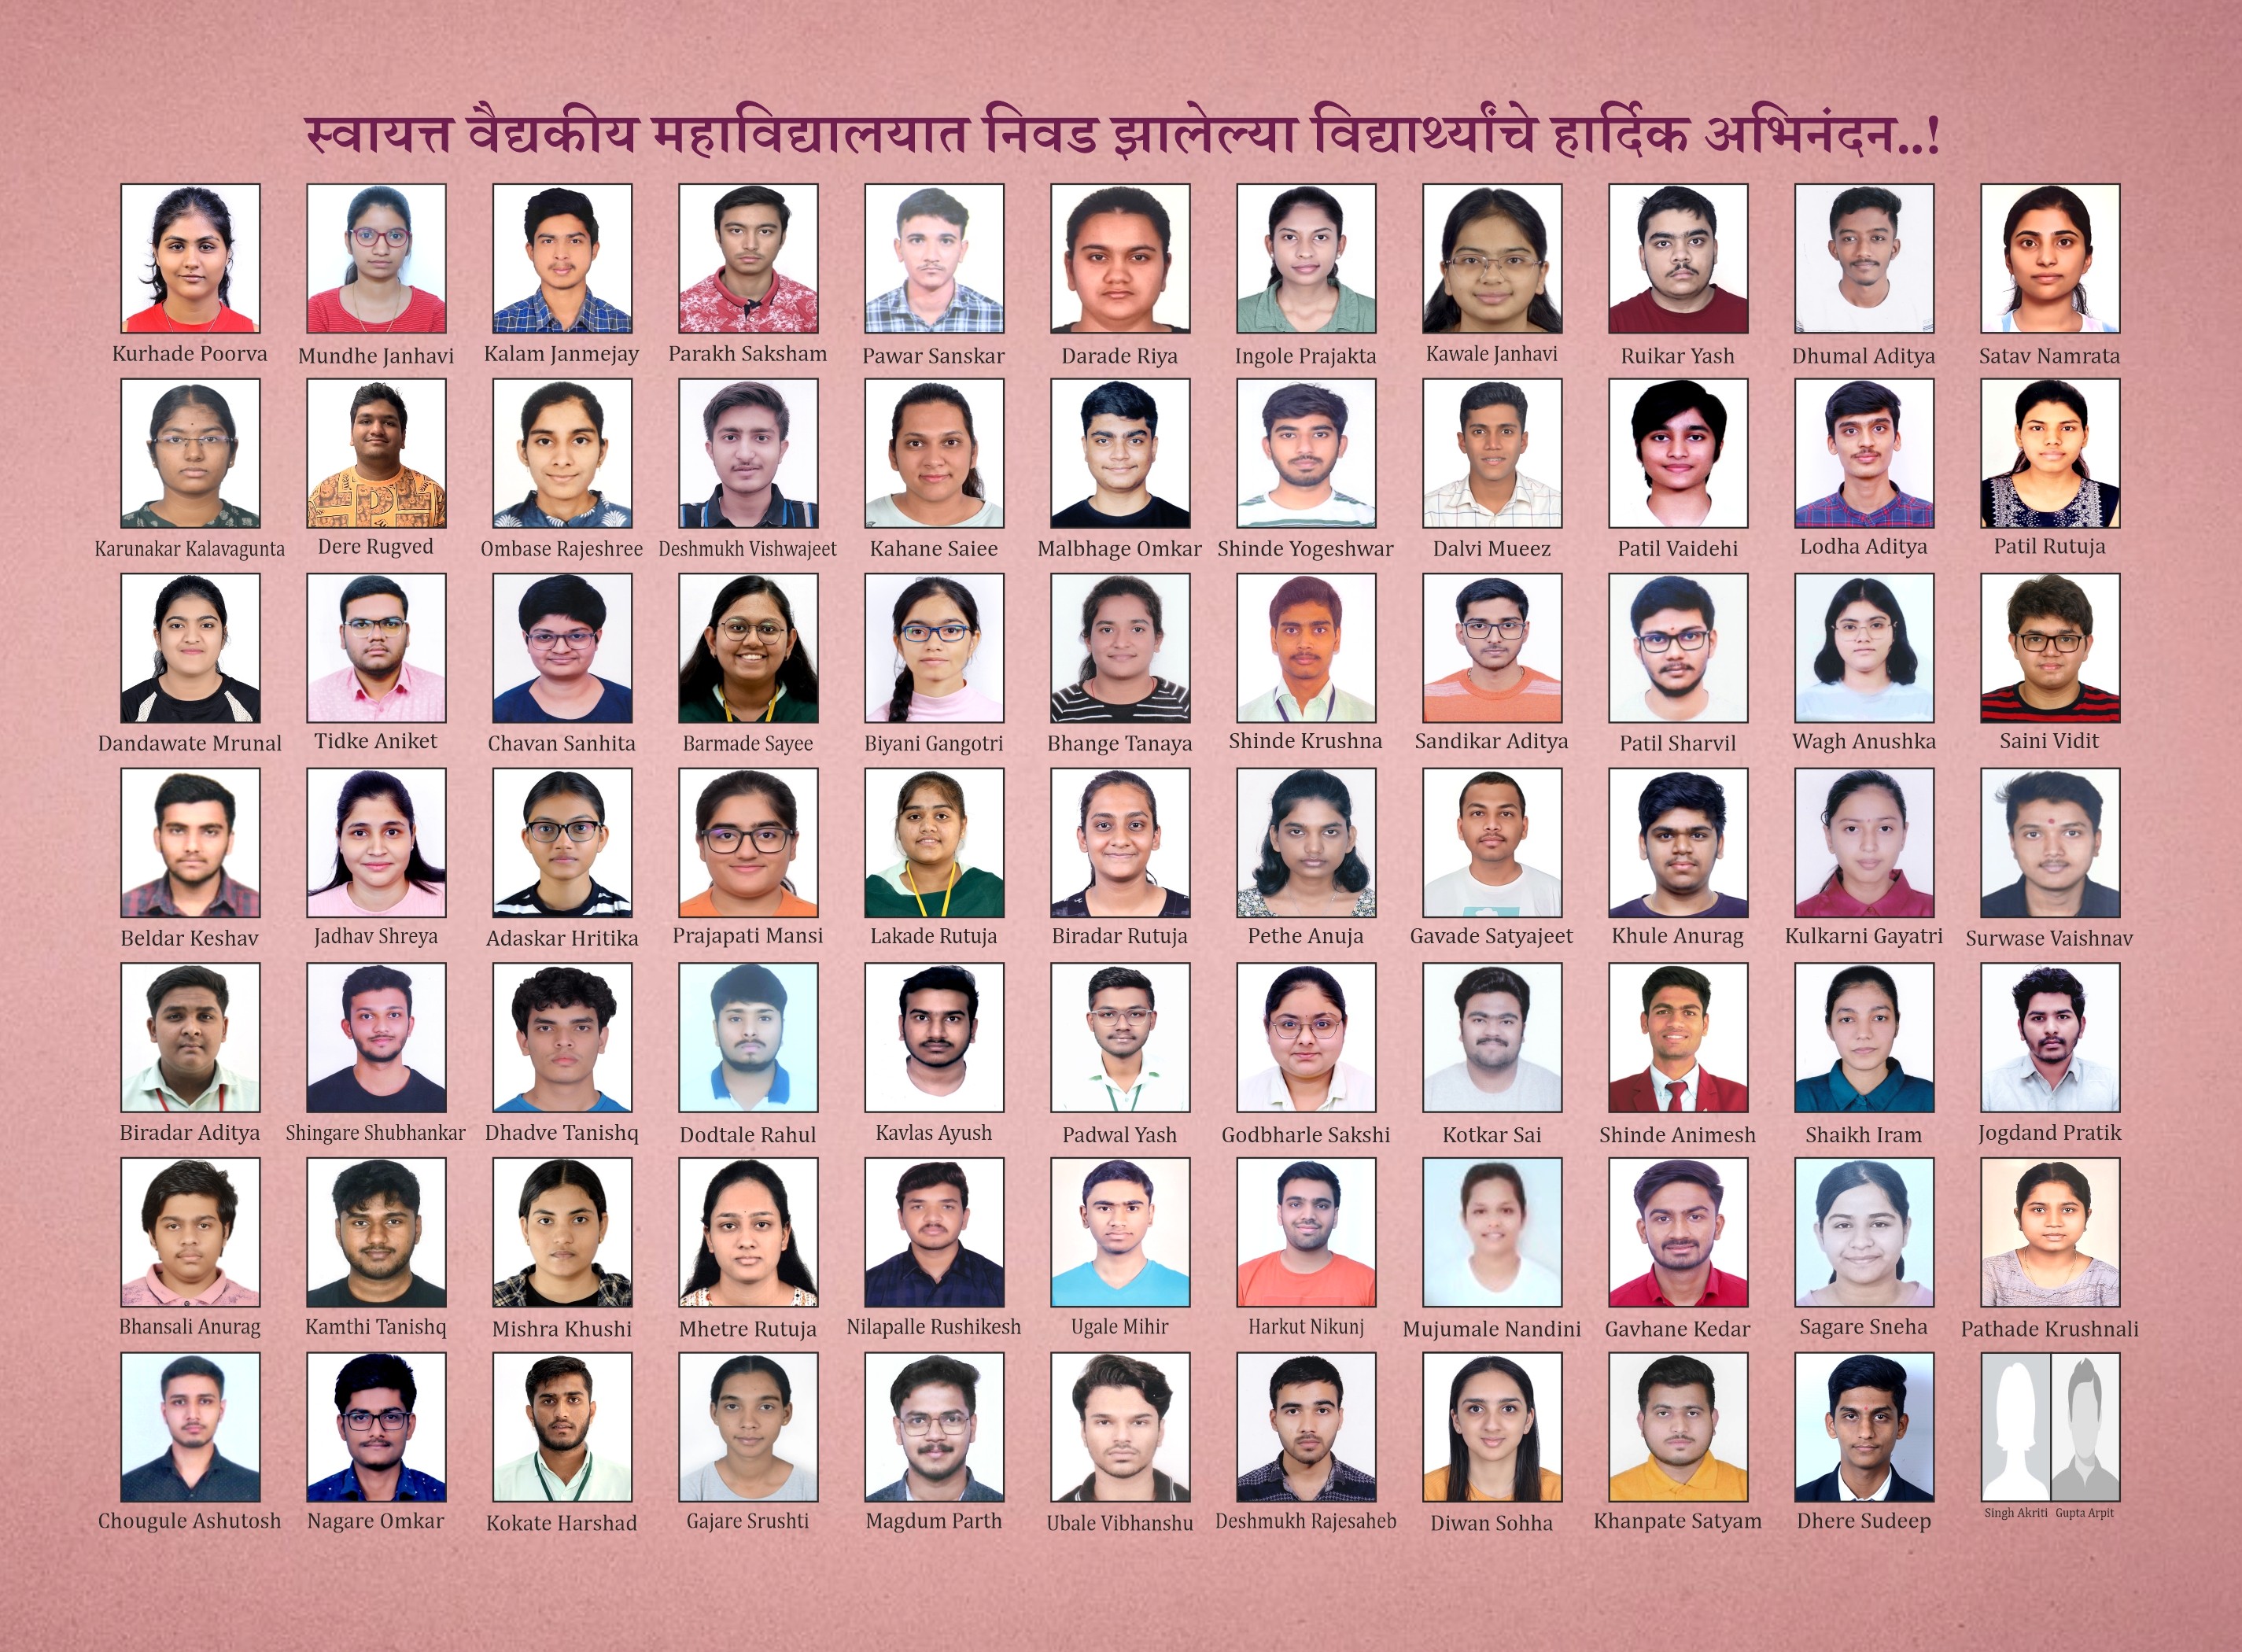 स्वायत्त वैद्यकीय महाविद्यालयात निवड झालेल्या विद्यार्थ्यांचे हार्दिक अभिनंदन..!
Kurhade Poorva Mundhe Janhavi Kalam Janmejay Parakh Saksham Pawar Sanskar Darade Riya Ingole Prajakta Kawale Janhavi Ruikar Yash Dhumal Aditya Satav Namrata
Karunakar Kalavagunta Dere Rugved Ombase Rajeshree Deshmukh Vishwajeet Kahane Saiee Malbhage Omkar Shinde Yogeshwar Dalvi Mueez Patil Vaidehi Lodha Aditya Patil Rutuja
Dandawate Mrunal Tidke Aniket Chavan Sanhita Barmade Sayee Biyani Gangotri Bhange Tanaya Shinde Krushna Sandikar Aditya Patil Sharvil Wagh Anushka Saini Vidit
Beldar Keshav Jadhav Shreya Adaskar Hritika Prajapati Mansi Lakade Rutuja Biradar Rutuja Pethe Anuja Gavade Satyajeet Khule Anurag Kulkarni Gayatri Surwase Vaishnav
Biradar Aditya Shingare Shubhankar Dhadve Tanishq Dodtale Rahul Kavlas Ayush Padwal Yash Godbharle Sakshi Kotkar Sai Shinde Animesh Shaikh Iram Jogdand Pratik
Bhansali Anurag Kamthi Tanishq Mishra Khushi Mhetre Rutuja Nilapalle Rushikesh Ugale Mihir Harkut Nikunj Mujumale Nandini Gavhane Kedar Sagare Sneha Pathade Krushnali
Chougule Ashutosh Nagare Omkar Kokate Harshad Gajare Srushti Magdum Parth Ubale Vibhanshu Deshmukh Rajesaheb Diwan Sohha Khanpate Satyam Dhere Sudeep Singh Akriti Gupta Arpit